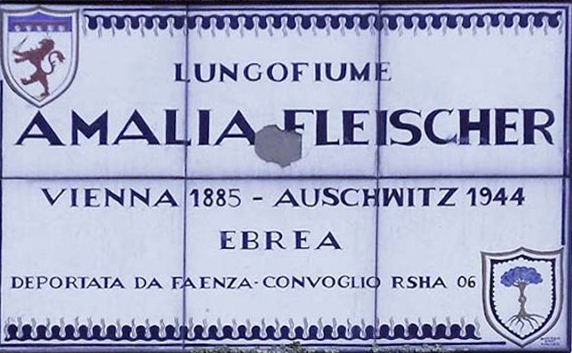 LUNGOFIUME
AMALIA FLEISCHER
VIENNA 1885 - AUSCHWITZ 1944
EBREA
DEPORTATA DA FAENZA - CONVOGLIO RSHA 06